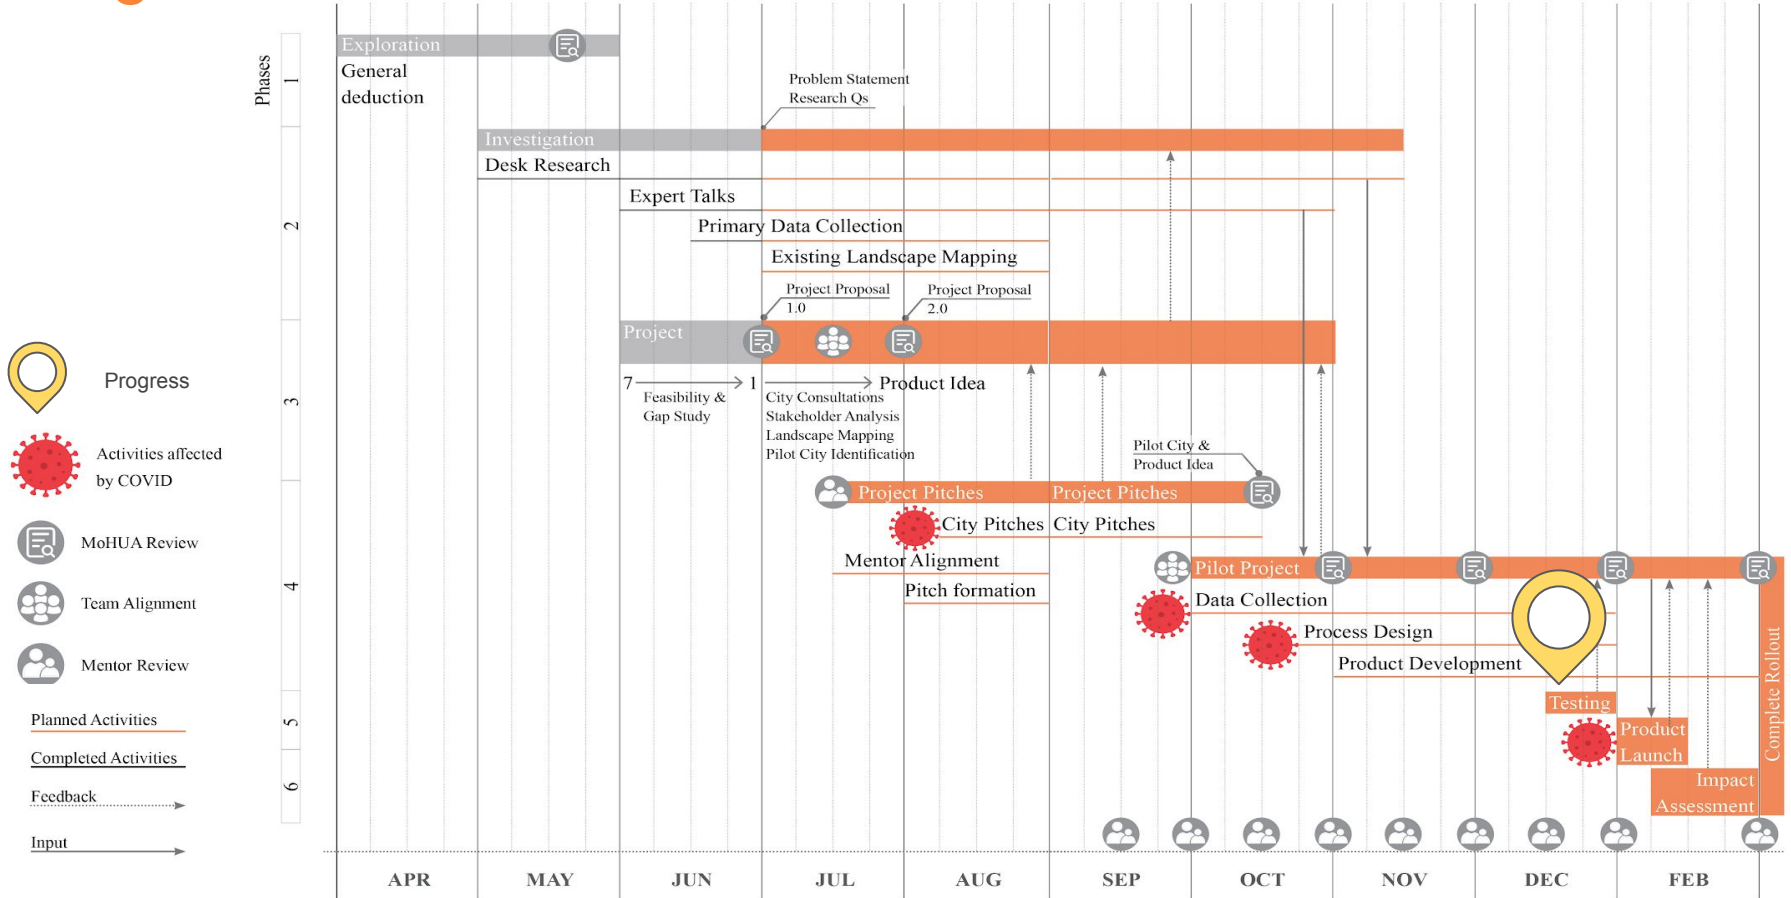 Phases
1
2
3
4
5
6
Exploration
General
deduction
Problem Statement
Research Qs
Investigation
Desk Research
Expert Talks
Primary Data Collection
Existing Landscape Mapping
Project Proposal
1.0
Project Proposal
2.0
Project
7
1
Product Idea
Feasibility &
Gap Study
City Consultations
Stakeholder Analysis
Landscape Mapping
Pilot City Identification
Pilot City &
Product Idea
Project Pitches
Project Pitches
City Pitches
City Pitches
Mentor Alignment
Pitch formation
Pilot Project
Data Collection
Process Design
Product Development
Testing
Product
Launch
Impact
Assessment
Complete Rollout
Progress
Activities affected
by COVID
MoHUA Review
Team Alignment
Mentor Review
Planned Activities
Completed Activities
Feedback
Input
APR
MAY
JUN
JUL
AUG
SEP
OCT
NOV
DEC
FEB